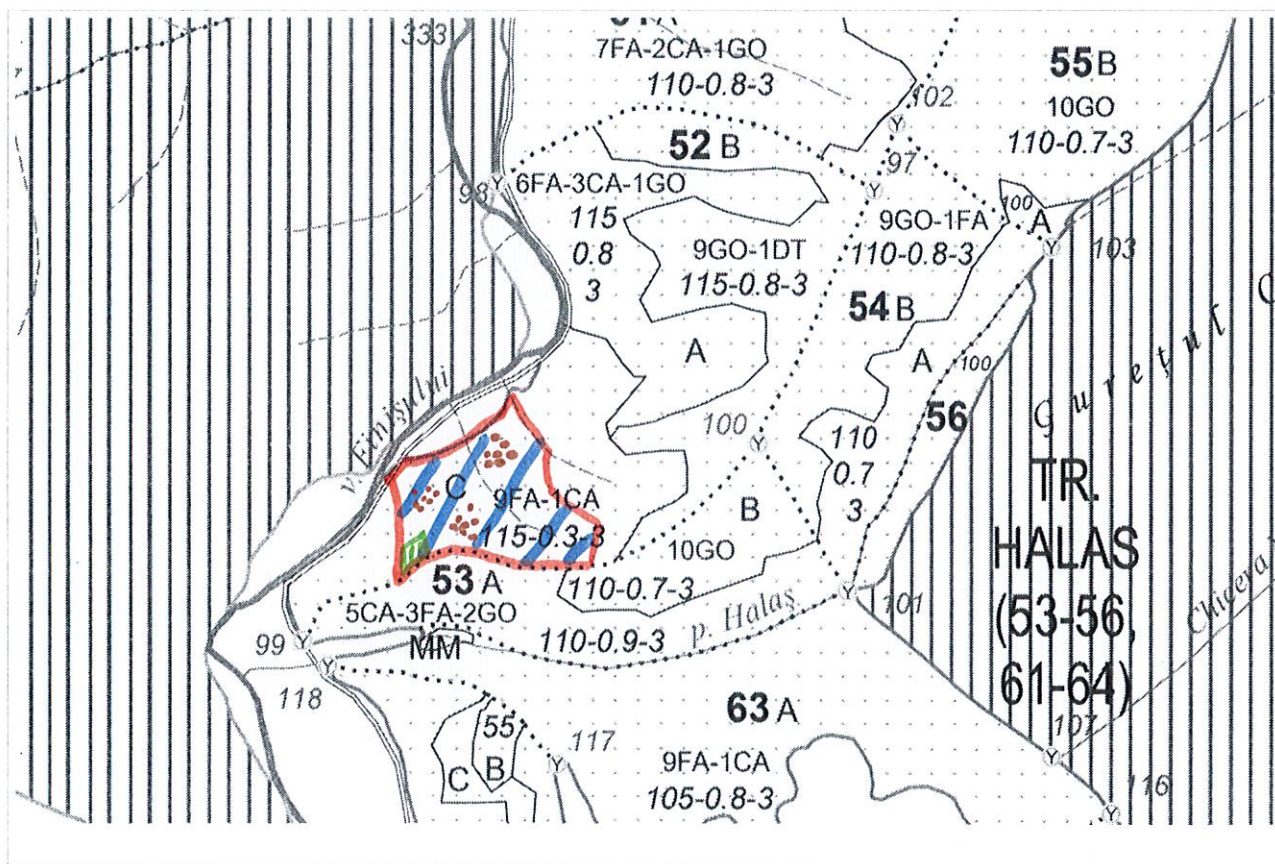 333
7FA-2CA-1GO
110-0.8-3
55 B
10GO
110-0.7-3
102
52 B
97
98
6FA-3CA-1GO
115
0.8
3
9GO-1DT
115-0.8-3
9GO-1FA
110-0.8-3
100
A
103
54 B
A
A
100
56
100
110
0.7
3
C
9FA-1CA
115-0.3-3
B
10GO
110-0.7-3
TR.
HALAS
(53-56,
61-64)
53 A
5CA-3FA-2GO
MM
110-0.9-3
p. Halaş
101
99
118
63 A
107
55
C
B
117
9FA-1CA
105-0.8-3
116